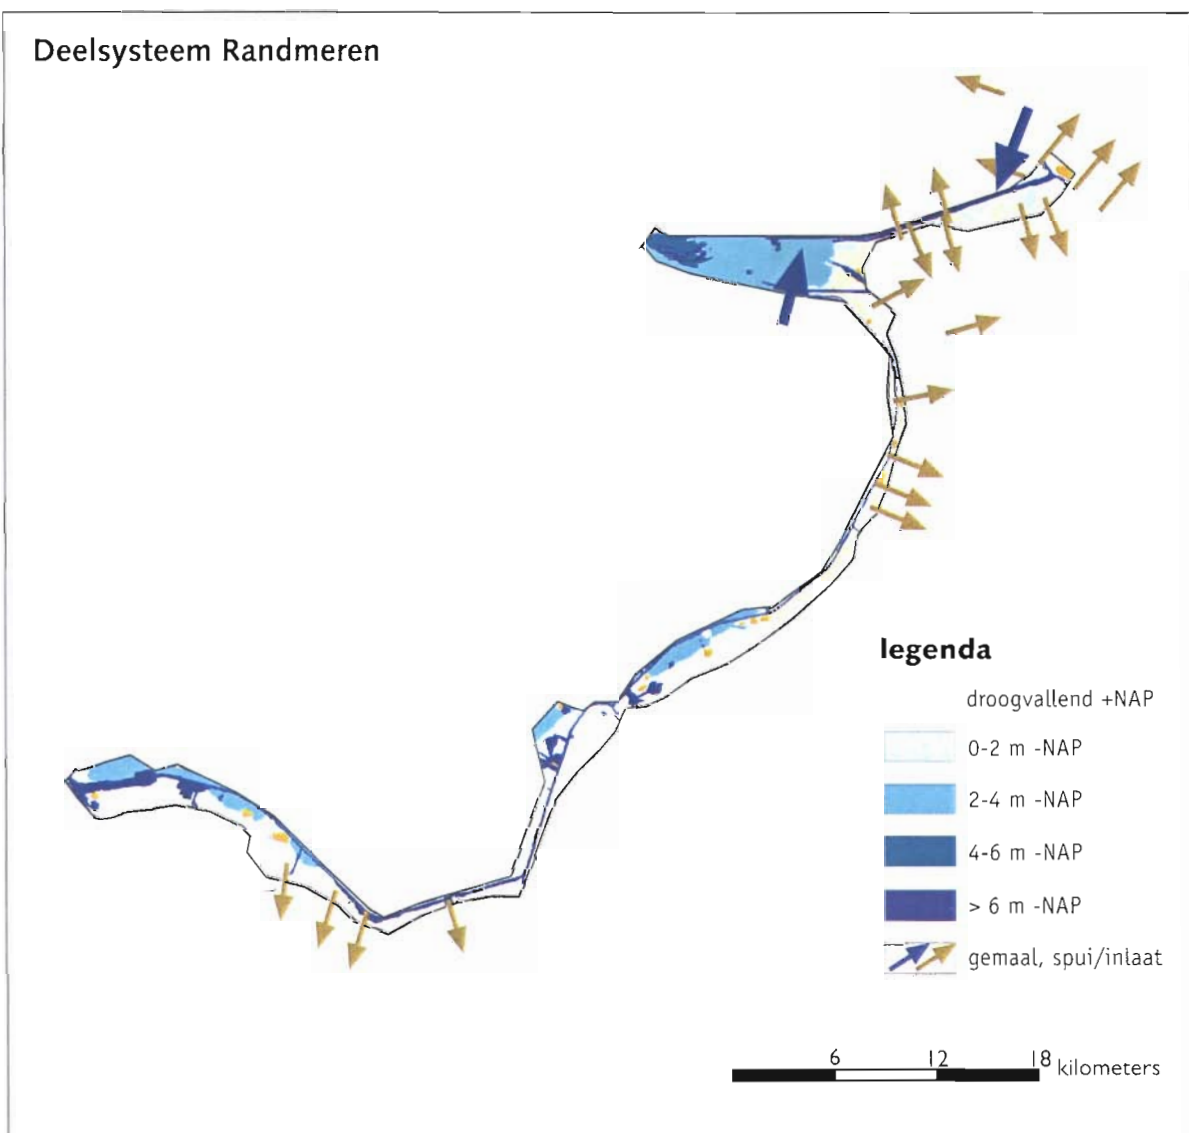 Deelsysteem Randmeren
legenda
droogvallend +NAP
0-2 m -NAP
2-4 m -NAP
4-6 m -NAP
> 6 m -NAP
gemaal, spui/inlaat
6 12 18 kilometers